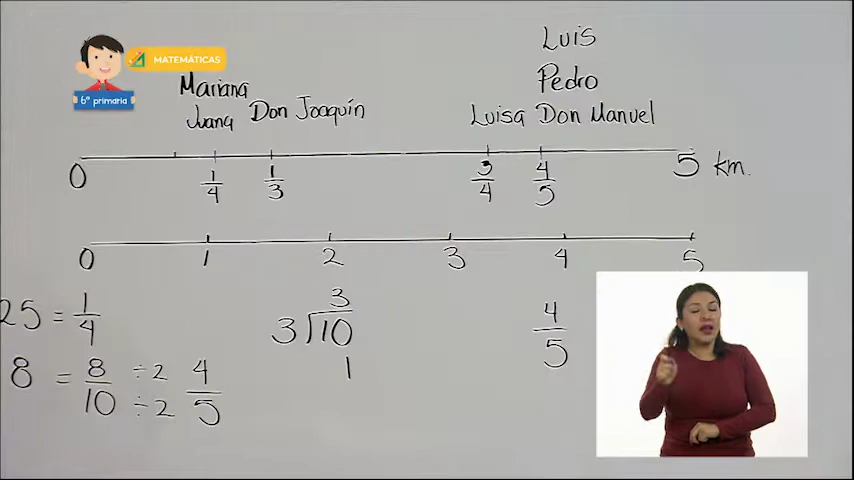 MATEMÁTICAS
6° primaria
Luis
Mariana Pedro
Juana Don Joaquín Luisa Don Manuel
0 1/4 1/3 3/4 4/5 5 km.
0 1 2 3 4 5
25 = 1/4
3
3)10
1
4/5
8 = 8/10 ÷2 ÷2 4/5